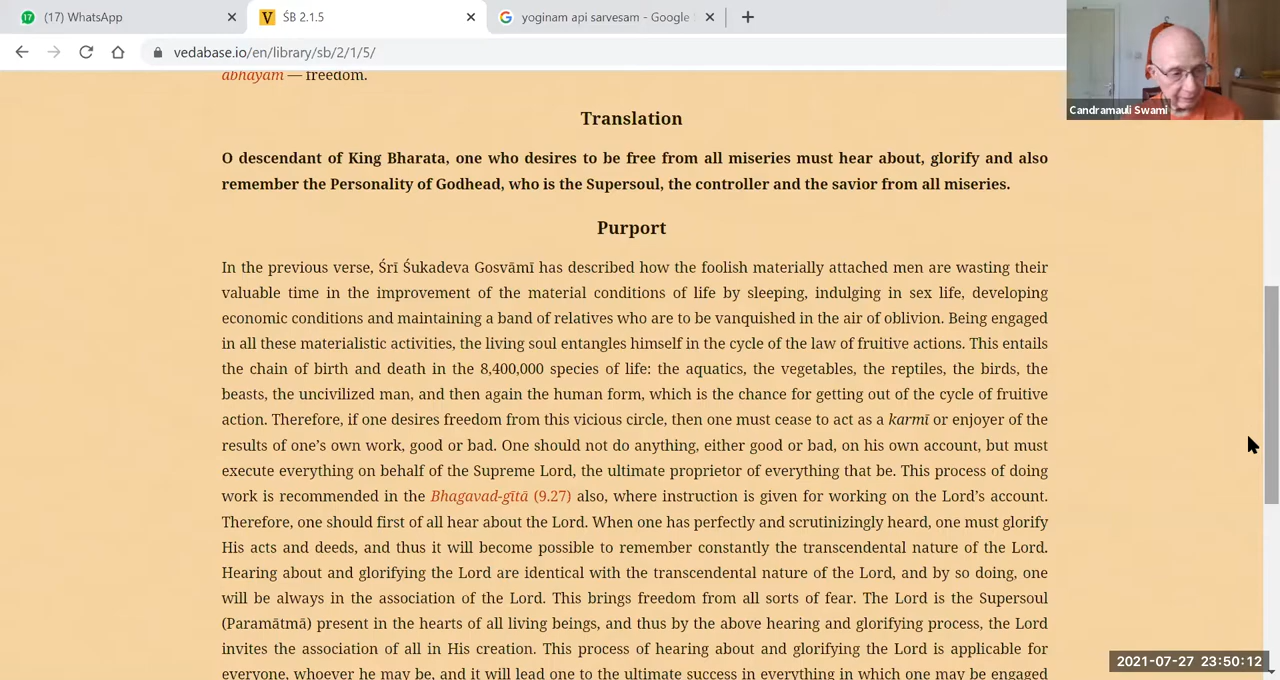 (17) WhatsApp
ŚB 2.1.5
yoginam api sarvesam - Google
vedabase.io/en/library/sb/2/1/5/
Candramauli Swami
abhayam — freedom.
Translation
O descendant of King Bharata, one who desires to be free from all miseries must hear about, glorify and also
remember the Personality of Godhead, who is the Supersoul, the controller and the savior from all miseries.
Purport
In the previous verse, Śrī Śukadeva Gosvāmī has described how the foolish materially attached men are wasting their
valuable time in the improvement of the material conditions of life by sleeping, indulging in sex life, developing
economic conditions and maintaining a band of relatives who are to be vanquished in the air of oblivion. Being engaged
in all these materialistic activities, the living soul entangles himself in the cycle of the law of fruitive actions. This entails
the chain of birth and death in the 8,400,000 species of life: the aquatics, the vegetables, the reptiles, the birds, the
beasts, the uncivilized man, and then again the human form, which is the chance for getting out of the cycle of fruitive
action. Therefore, if one desires freedom from this vicious circle, then one must cease to act as a karmī or enjoyer of the
results of one's own work, good or bad. One should not do anything, either good or bad, on his own account, but must
execute everything on behalf of the Supreme Lord, the ultimate proprietor of everything that be. This process of doing
work is recommended in the Bhagavad-gītā (9.27) also, where instruction is given for working on the Lord's account.
Therefore, one should first of all hear about the Lord. When one has perfectly and scrutinizingly heard, one must glorify
His acts and deeds, and thus it will become possible to remember constantly the transcendental nature of the Lord.
Hearing about and glorifying the Lord are identical with the transcendental nature of the Lord, and by so doing, one
will be always in the association of the Lord. This brings freedom from all sorts of fear. The Lord is the Supersoul
(Paramātmā) present in the hearts of all living beings, and thus by the above hearing and glorifying process, the Lord
invites the association of all in His creation. This process of hearing about and glorifying the Lord is applicable for
everyone, whoever he may be, and it will lead one to the ultimate success in everything in which one may be engaged
2021-07-27 23:50:12